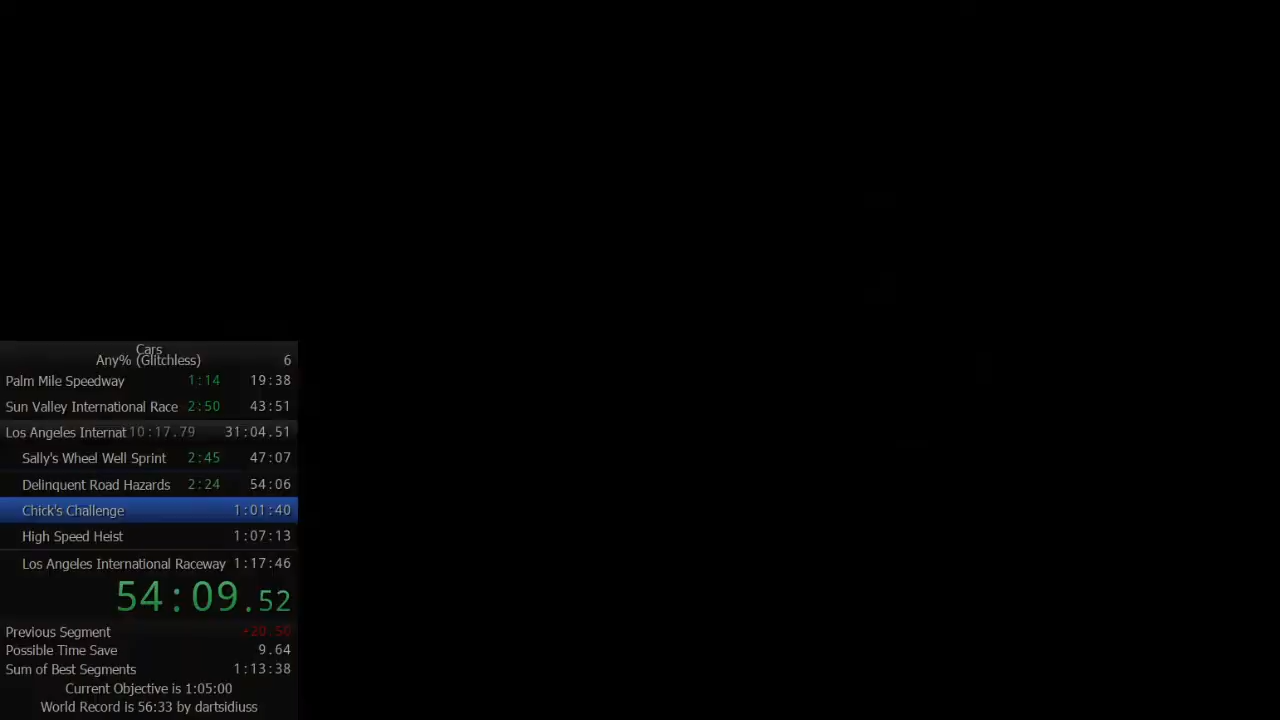 Cars
Any% (Glitchless) 6
Palm Mile Speedway 1:14 19:38
Sun Valley International Race 2:50 43:51
Los Angeles Internat 10:17.79 31:04.51
Sally's Wheel Well Sprint 2:45 47:07
Delinquent Road Hazards 2:24 54:06
Chick's Challenge 1:01:40
High Speed Heist 1:07:13
Los Angeles International Raceway 1:17:46
54:09.52
Previous Segment +20.50
Possible Time Save 9.64
Sum of Best Segments 1:13:38
Current Objective is 1:05:00
World Record is 56:33 by dartsidiuss